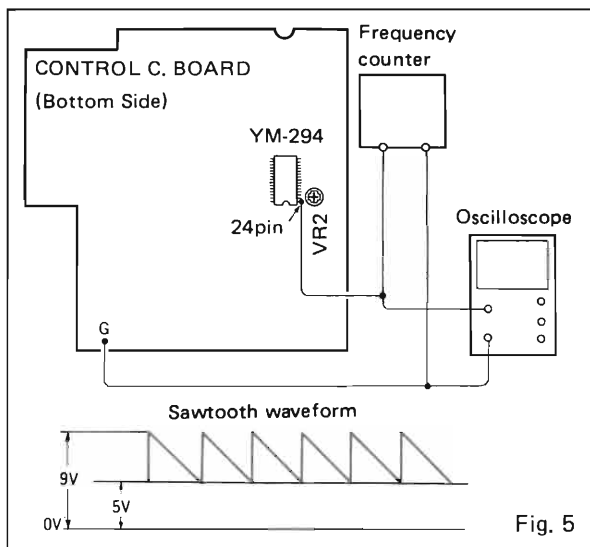 CONTROL C. BOARD
(Bottom Side)
Frequency
counter
YM-294
24pin
VR2
Oscilloscope
G
Sawtooth waveform
9V
5V
0V
Fig. 5